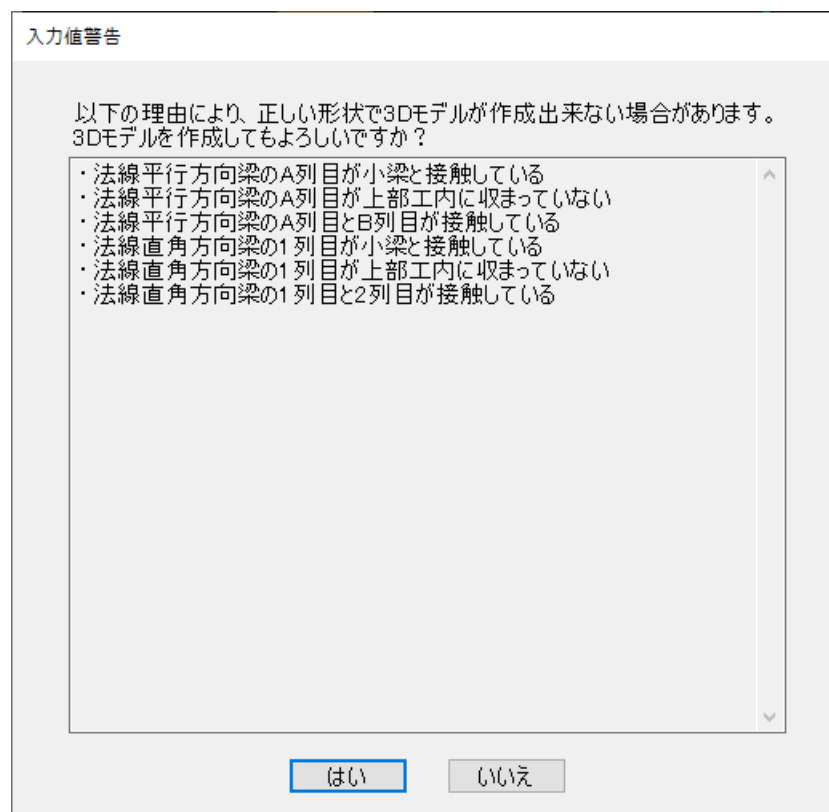 入力値警告
以下の理由により、正しい形状で3Dモデルが作成出来ない場合があります。
3Dモデルを作成してもよろしいですか？
・法線平行方向梁のA列目が小梁と接触している
・法線平行方向梁のA列目が上部工内に収まっていない
・法線平行方向梁のA列目とB列目が接触している
・法線直角方向梁の1列目が小梁と接触している
・法線直角方向梁の1列目が上部工内に収まっていない
・法線直角方向梁の1列目と2列目が接触している
はい
いいえ